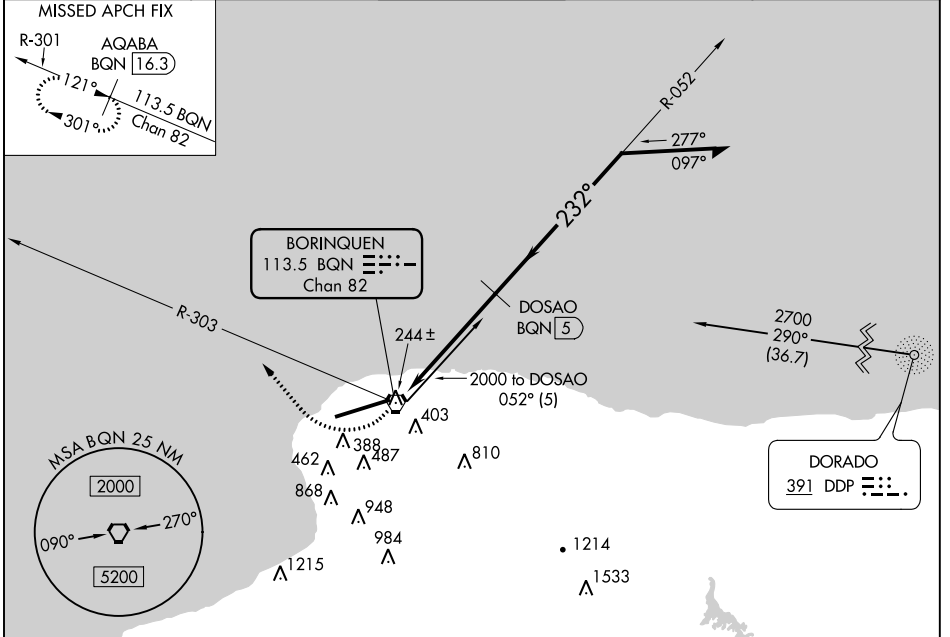 MISSED APCH FIX
R-301
AQABA
BQN 16.3
121°
113.5 BQN
301°
Chan 82
R-052
277°
097°
232°
BORINQUEN
113.5 BQN
Chan 82
R-303
DOSAO
BQN 5
244 ±
2700
290°
(36.7)
2000 to DOSAO
052° (5)
403
388
487
462
810
868
948
984
1215
1214
1533
MSA BQN 25 NM
2000
090°
270°
5200
DORADO
391 DDP